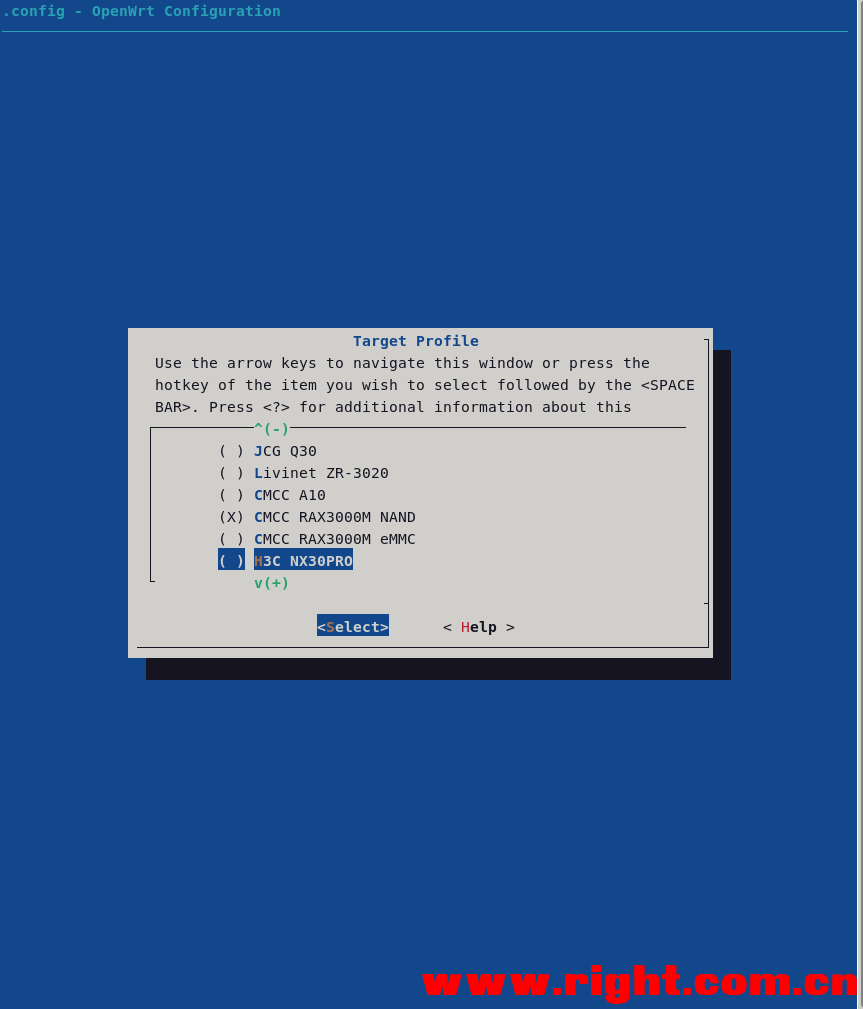 .config - OpenWrt Configuration
Target Profile
Use the arrow keys to navigate this window or press the
hotkey of the item you wish to select followed by the <SPACE
BAR>. Press <?> for additional information about this
^(-)
( ) JCG Q30
( ) Livinet ZR-3020
( ) CMCC A10
(X) CMCC RAX3000M NAND
( ) CMCC RAX3000M eMMC
( ) H3C NX30PRO
v(+)
<Select> < Help >
www.right.com.cn